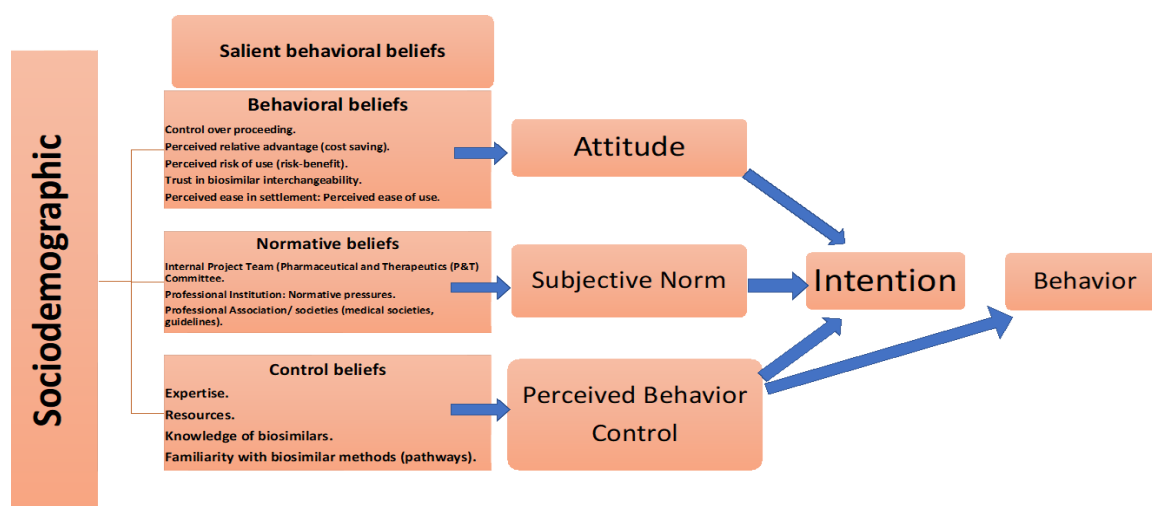 Sociodemographic
Salient behavioral beliefs
Behavioral beliefs
Control over proceeding.
Perceived relative advantage (cost saving).
Perceived risk of use (risk-benefit).
Trust in biosimilar interchangeability.
Perceived ease in settlement: Perceived ease of use.
Attitude
Normative beliefs
Internal Project Team (Pharmaceutical and Therapeutics (P&T)
Committee.
Professional Institution: Normative pressures.
Professional Association/ societies (medical societies,
guidelines).
Subjective Norm
Intention
Behavior
Control beliefs
Expertise.
Resources.
Knowledge of biosimilars.
Familiarity with biosimilar methods (pathways).
Perceived Behavior
Control